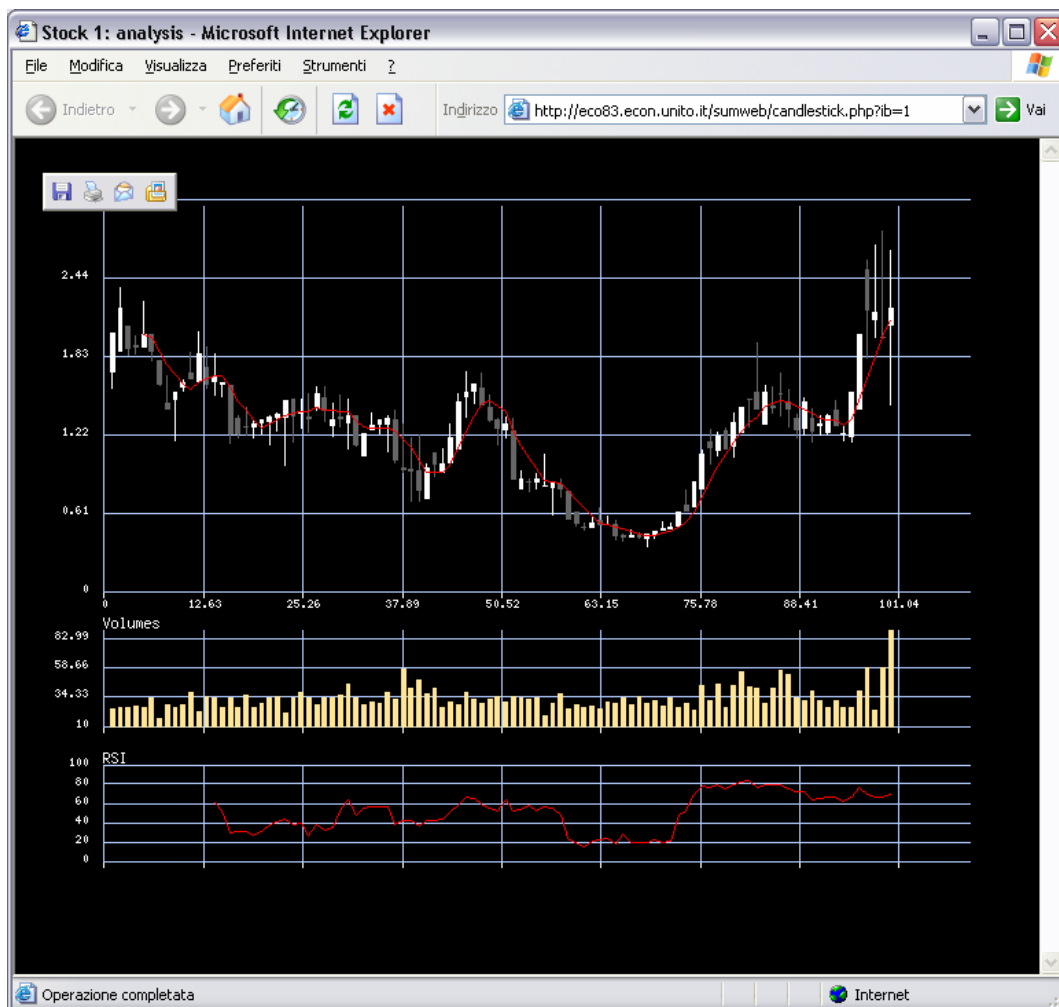 Stock 1: analysis - Microsoft Internet Explorer
File Modifica Visualizza Preferiti Strumenti ?
Indietro Indirizzo http://eco83.econ.unito.it/sumweb/candlestick.php?ib=1 Vai
2.44
1.83
1.22
0.61
0
0 12.63 25.26 37.89 50.52 63.15 75.78 88.41 101.04
Volumes
82.99
58.66
34.33
10
RSI
100
80
60
40
20
0
Operazione completata Internet